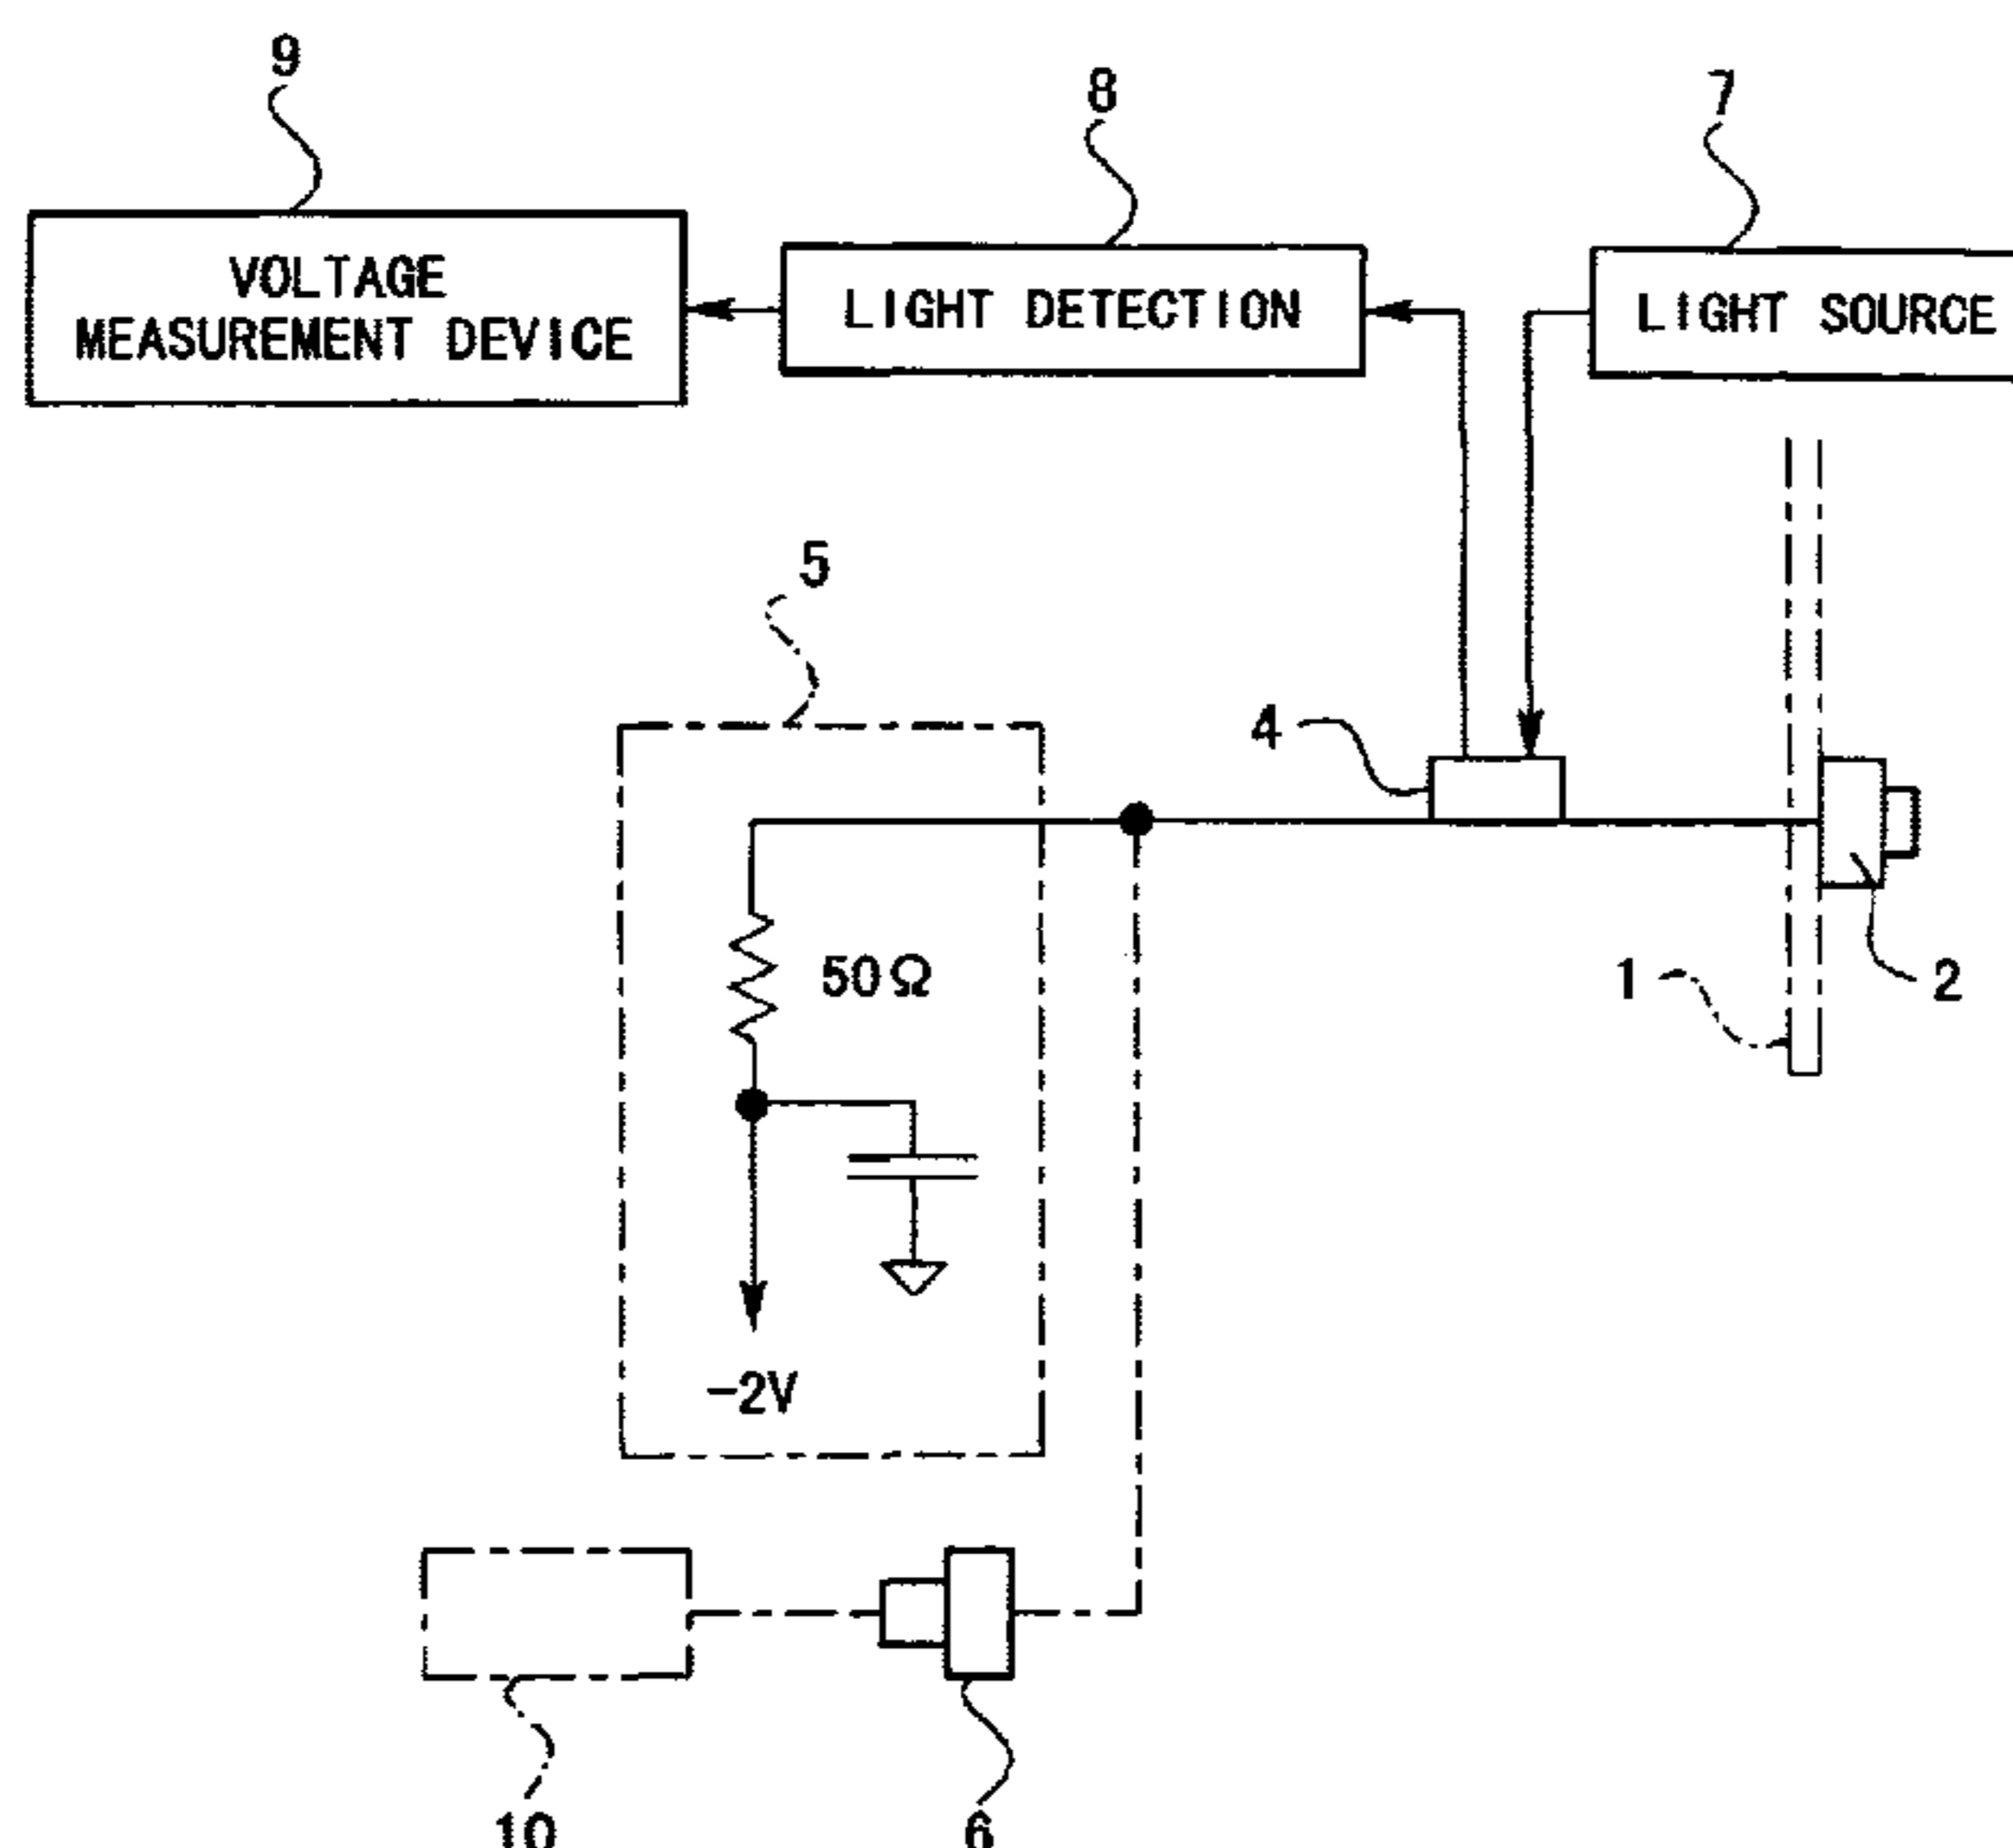 9
8
7
VOLTAGE
MEASUREMENT DEVICE
LIGHT DETECTION
LIGHT SOURCE
5
4
50Ω
1
2
-2V
10
6